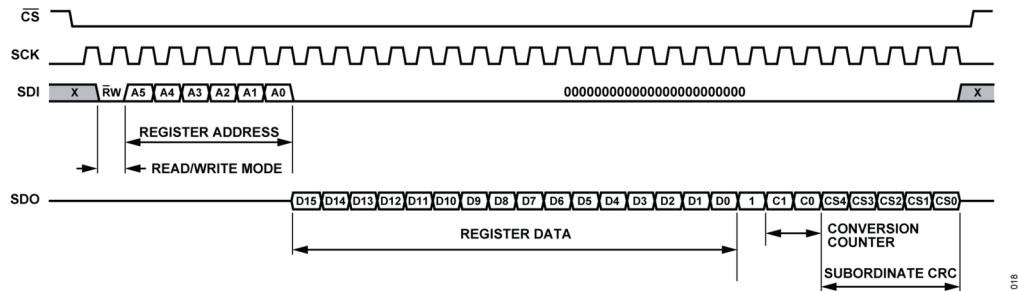 CS
SCK
SDI X RW A5 A4 A3 A2 A1 A0 000000000000000000000000 X
REGISTER ADDRESS
READ/WRITE MODE
SDO D15 D14 D13 D12 D11 D10 D9 D8 D7 D6 D5 D4 D3 D2 D1 D0 1 C1 C0 CS4 CS3 CS2 CS1 CS0
REGISTER DATA
CONVERSION
COUNTER
SUBORDINATE CRC
018